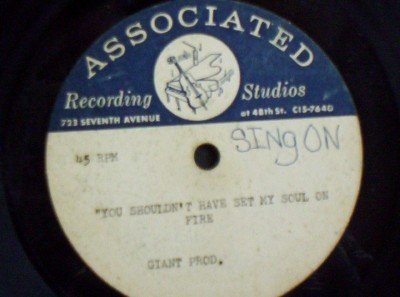 ASSOCIATED
Recording Studios
723 SEVENTH AVENUE at 48th St. CI5-7640
SING ON
45 RPM
"YOU SHOULDN'T HAVE SET MY SOUL ON
FIRE
GIANT PROD.